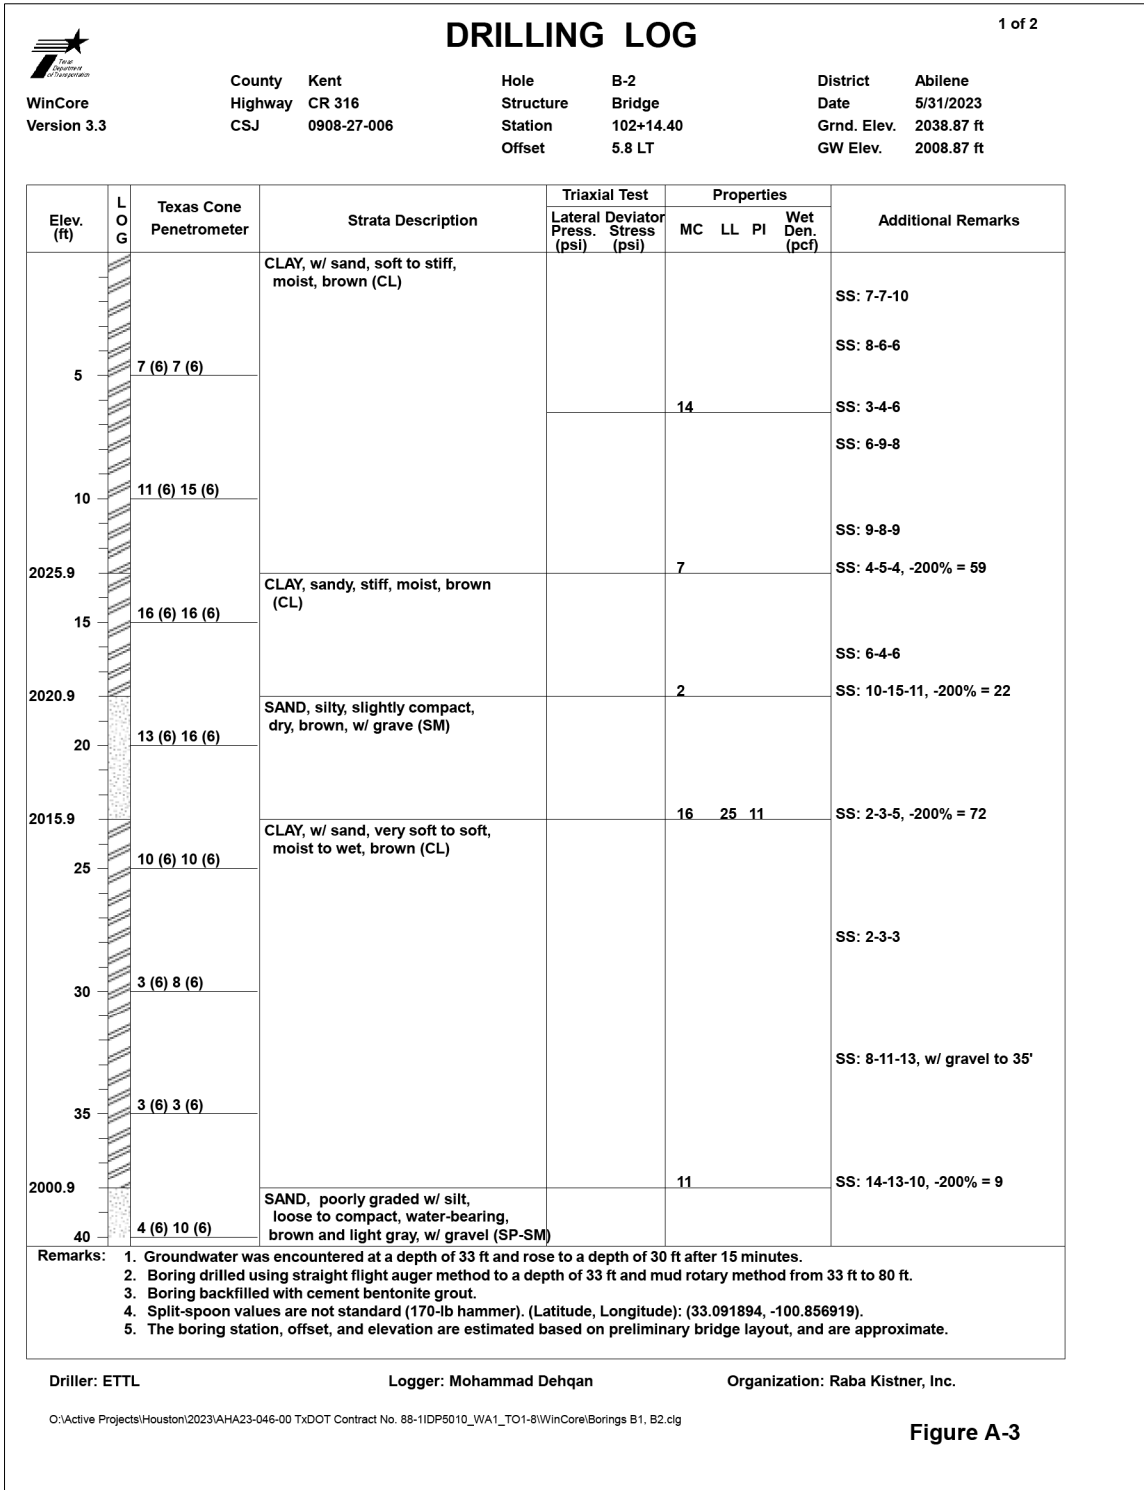 DRILLING LOG
1 of 2
Texas
Department
of Transportation
WinCore
Version 3.3
County Kent
Highway CR 316
CSJ 0908-27-006
Hole B-2
Structure Bridge
Station 102+14.40
Offset 5.8 LT
District Abilene
Date 5/31/2023
Grnd. Elev. 2038.87 ft
GW Elev. 2008.87 ft
Elev. (ft)
LOG
Texas Cone Penetrometer
Strata Description
Triaxial Test
Lateral Press. (psi)
Deviator Stress (psi)
Properties
MC LL PI Wet Den. (pcf)
Additional Remarks
CLAY, w/ sand, soft to stiff,
moist, brown (CL)
SS: 7-7-10
SS: 8-6-6
5 7 (6) 7 (6)
14 SS: 3-4-6
SS: 6-9-8
10 11 (6) 15 (6)
SS: 9-8-9
2025.9 7 SS: 4-5-4, -200% = 59
CLAY, sandy, stiff, moist, brown
(CL)
15 16 (6) 16 (6)
SS: 6-4-6
2020.9 2 SS: 10-15-11, -200% = 22
SAND, silty, slightly compact,
dry, brown, w/ grave (SM)
20 13 (6) 16 (6)
2015.9 16 25 11 SS: 2-3-5, -200% = 72
CLAY, w/ sand, very soft to soft,
moist to wet, brown (CL)
25 10 (6) 10 (6)
SS: 2-3-3
30 3 (6) 8 (6)
SS: 8-11-13, w/ gravel to 35'
35 3 (6) 3 (6)
2000.9 11 SS: 14-13-10, -200% = 9
SAND, poorly graded w/ silt,
loose to compact, water-bearing,
40 4 (6) 10 (6) brown and light gray, w/ gravel (SP-SM)
Remarks: 1. Groundwater was encountered at a depth of 33 ft and rose to a depth of 30 ft after 15 minutes.
2. Boring drilled using straight flight auger method to a depth of 33 ft and mud rotary method from 33 ft to 80 ft.
3. Boring backfilled with cement bentonite grout.
4. Split-spoon values are not standard (170-lb hammer). (Latitude, Longitude): (33.091894, -100.856919).
5. The boring station, offset, and elevation are estimated based on preliminary bridge layout, and are approximate.
Driller: ETTL Logger: Mohammad Dehqan Organization: Raba Kistner, Inc.
O:\Active Projects\Houston\2023\AHA23-046-00 TxDOT Contract No. 88-1IDP5010_WA1_TO1-8\WinCore\Borings B1, B2.clg
Figure A-3